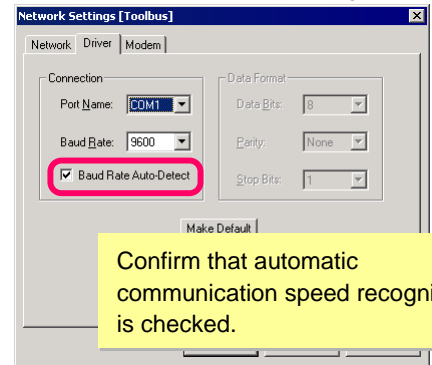 Network Settings [Toolbus]
Network Driver Modem
Connection
Port Name: COM1
Baud Rate: 9600
Baud Rate Auto-Detect
Data Format
Data Bits: 8
Parity: None
Stop Bits: 1
Make Default
Confirm that automatic
communication speed recogni
is checked.